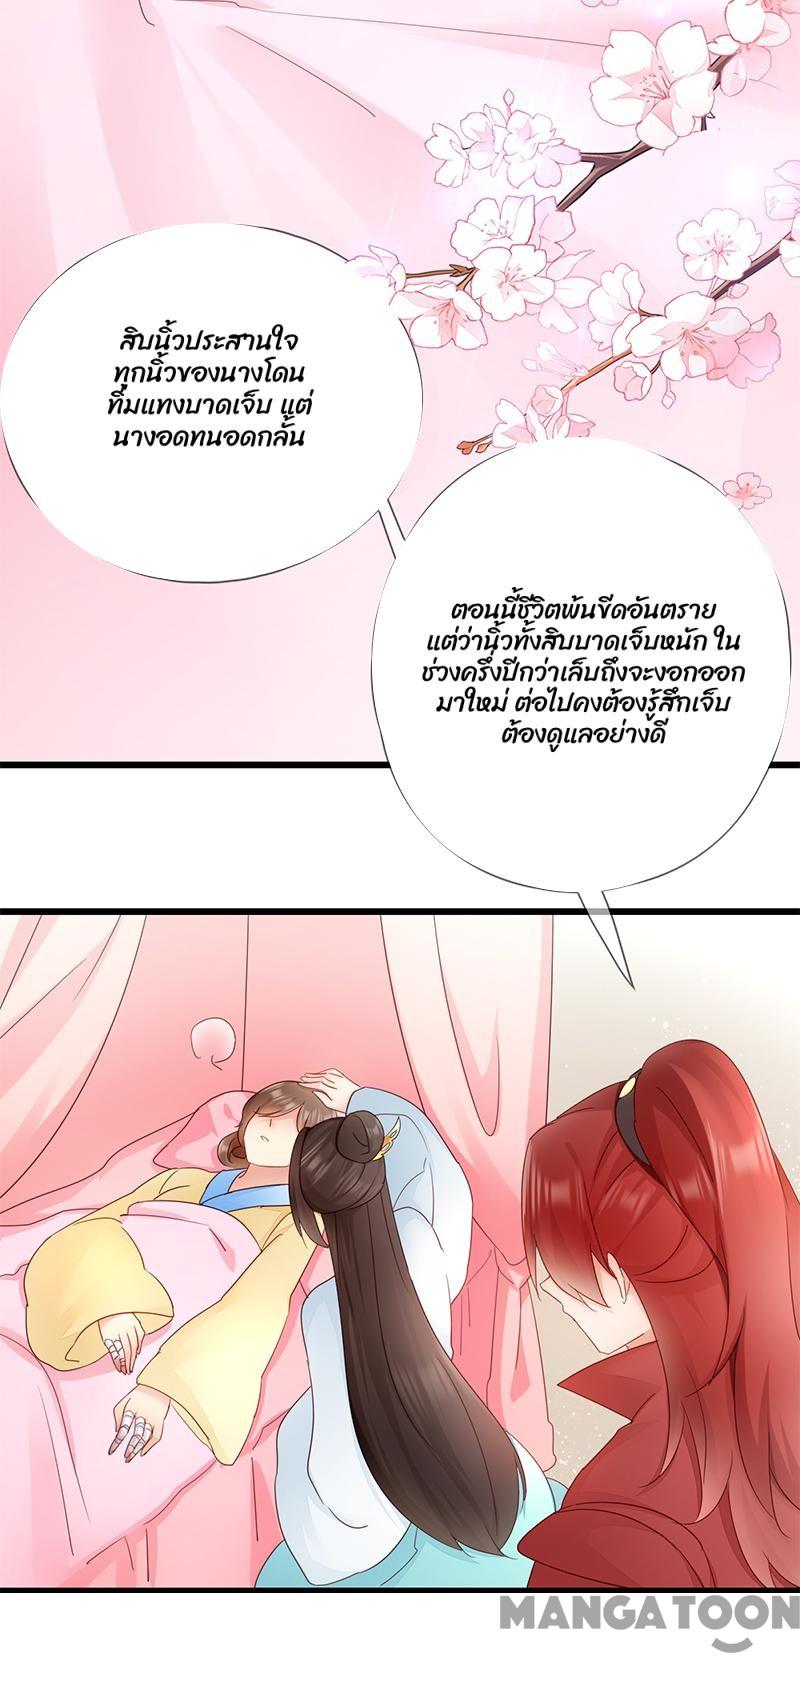 สิบนิ้วประสานใจ
ทุกนิ้วของนางโดน
ทิ่มแทงบาดเจ็บ แต่
นางอดทนอดกลั้น
ตอนนี้ชีวิตพ้นขีดอันตราย
แต่ว่านิ้วทั้งสิบบาดเจ็บหนัก ใน
ช่วงครึ่งปีกว่าเล็บถึงจะงอกออก
มาใหม่ ต่อไปคงต้องรู้สึกเจ็บ
ต้องดูแลอย่างดี
MANGATOON